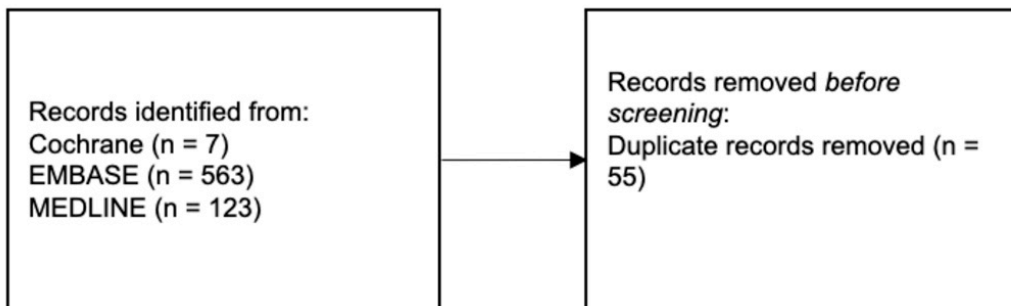 Records identified from:
Cochrane (n = 7)
EMBASE (n = 563)
MEDLINE (n = 123)
Records removed before
screening:
Duplicate records removed (n =
55)